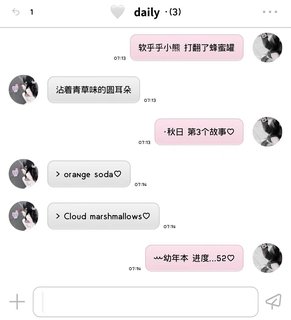 1
daily ·(3)
软乎乎小熊 打翻了蜂蜜罐
07:13
沾着青草味的圆耳朵
07:13
·秋日 第3个故事♡
07:13
> orange soda♡
07:14
> Cloud marshmallows♡
07:14
~~幼年本 进度...52♡
07:14